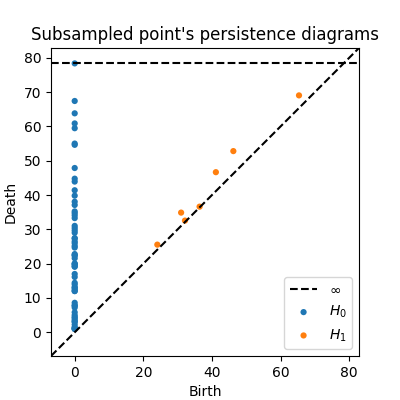 Subsampled point's persistence diagrams
80
70
60
50
40
30
20
10
0
Death
0 20 40 60 80
Birth
∞
H₀
H₁